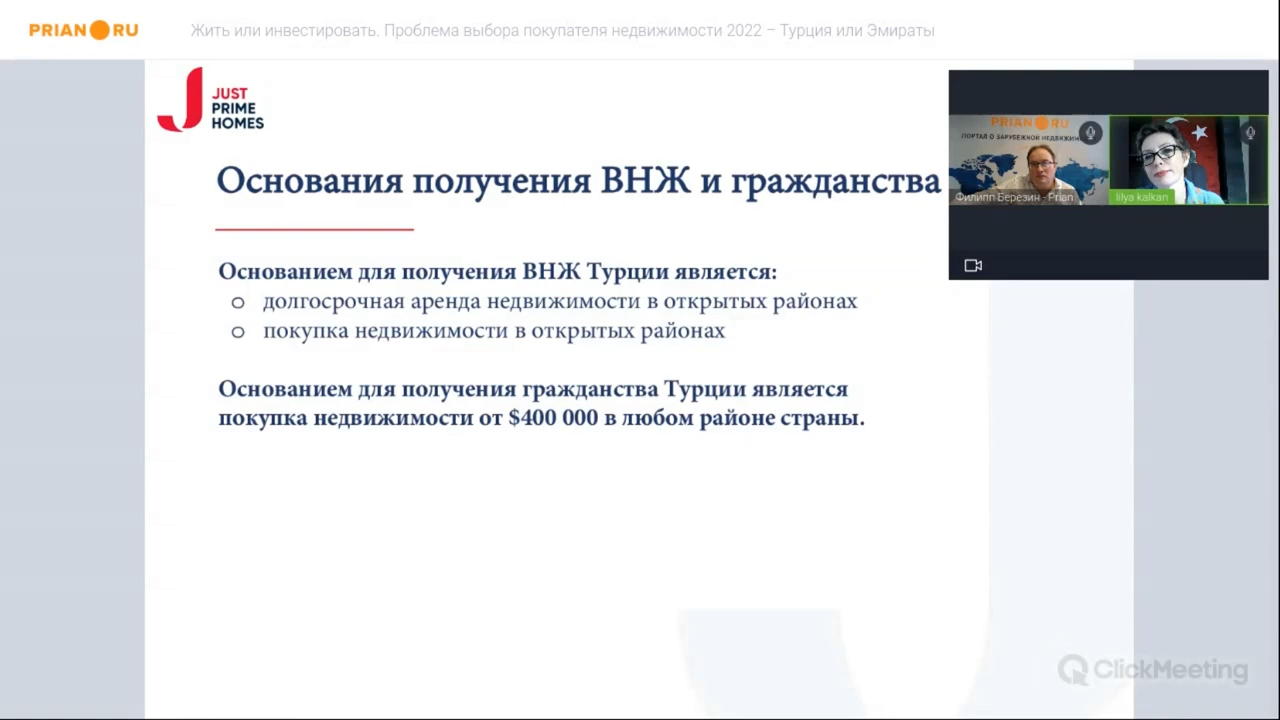 PRIAN RU
Жить или инвестировать. Проблема выбора покупателя недвижимости 2022 – Турция или Эмираты
JUST
PRIME
HOMES
Основания получения ВНЖ и гражданства
PRIAN RU
ПОРТАЛ О ЗАРУБЕЖНОЙ НЕДВИЖИМ
Филипп Березин - Prian
lilya kalkan
Основанием для получения ВНЖ Турции является:
o долгосрочная аренда недвижимости в открытых районах
o покупка недвижимости в открытых районах
Основанием для получения гражданства Турции является
покупка недвижимости от $400 000 в любом районе страны.
ClickMeeting